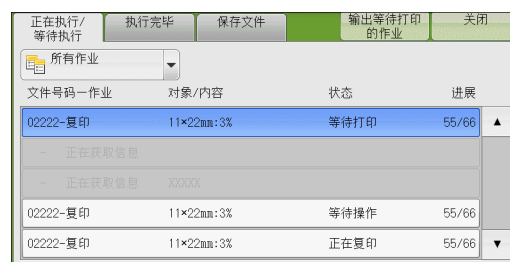 正在执行/
等待执行
执行完毕
保存文件
输出等待打印
的作业
关闭
所有作业
文件号码－作业 对象/内容 状态 进展
02222-复印 11×22mm:3% 等待打印 55/66
- 正在获取信息
- 正在获取信息 XXXXX
02222-复印 11×22mm:3% 等待操作 55/66
02222-复印 11×22mm:3% 正在复印 55/66